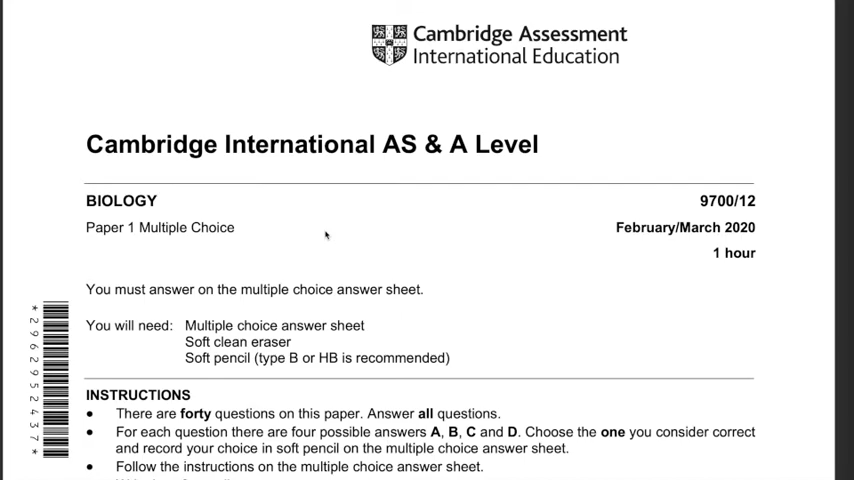 Cambridge Assessment
International Education
Cambridge International AS & A Level
BIOLOGY 9700/12
Paper 1 Multiple Choice February/March 2020
1 hour
You must answer on the multiple choice answer sheet.
You will need: Multiple choice answer sheet
Soft clean eraser
Soft pencil (type B or HB is recommended)
INSTRUCTIONS
● There are forty questions on this paper. Answer all questions.
● For each question there are four possible answers A, B, C and D. Choose the one you consider correct
and record your choice in soft pencil on the multiple choice answer sheet.
● Follow the instructions on the multiple choice answer sheet.
*2962952437*